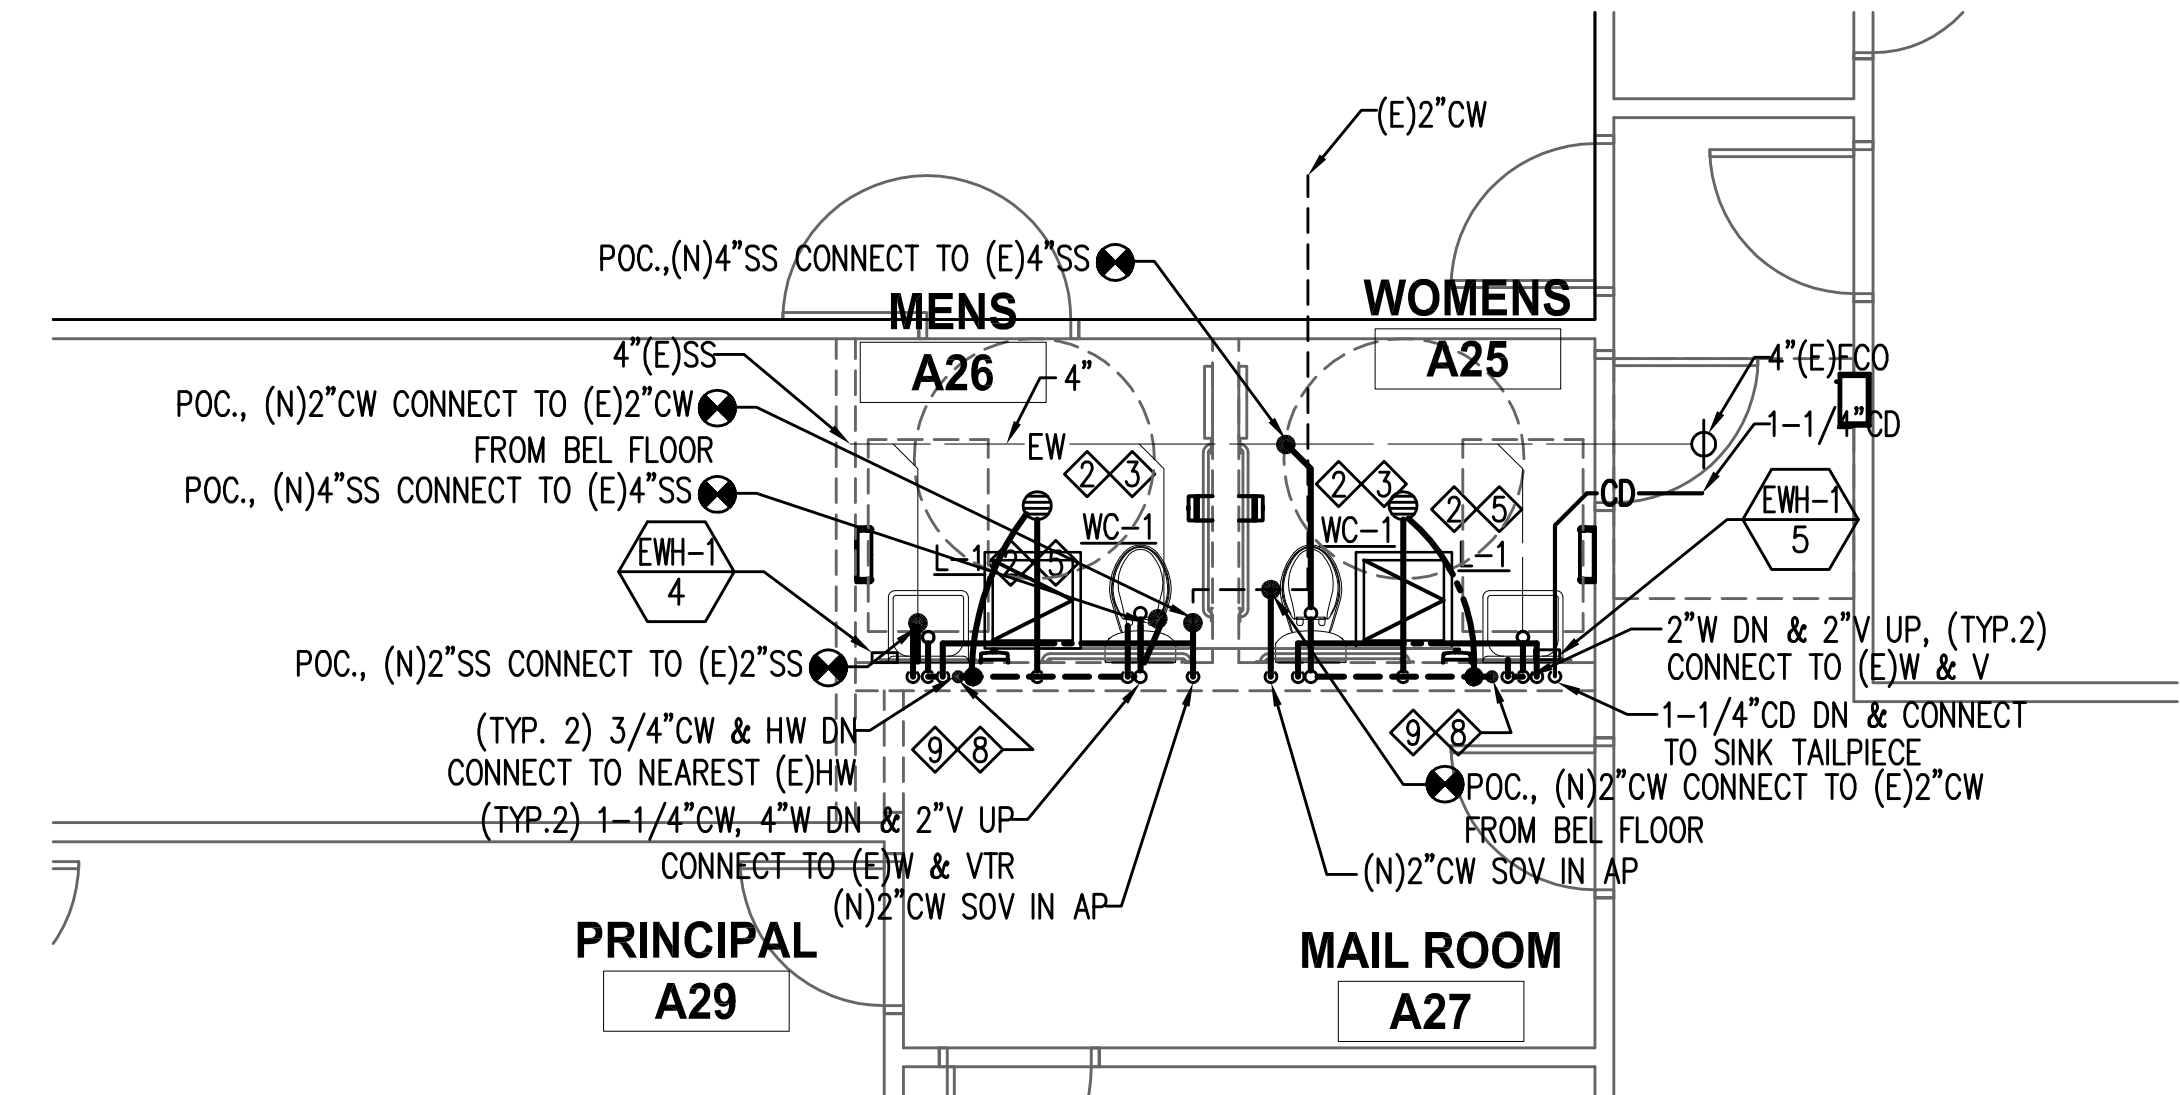 (E)2"CW
POC.,(N)4"SS CONNECT TO (E)4"SS
MENS
A26
WOMENS
A25
4"(E)SS
4"
4"(E)FCO
POC., (N)2"CW CONNECT TO (E)2"CW
FROM BEL FLOOR
1-1/4"CD
EW
POC., (N)4"SS CONNECT TO (E)4"SS
2 3
2 3
2 5
CD
WC-1
WC-1
EWH-1
5
EWH-1
4
L-1
2 5
L-1
2"W DN & 2"V UP, (TYP.2)
CONNECT TO (E)W & V
POC., (N)2"SS CONNECT TO (E)2"SS
1-1/4"CD DN & CONNECT
TO SINK TAILPIECE
(TYP. 2) 3/4"CW & HW DN
CONNECT TO NEAREST (E)HW
9 8
9 8
POC., (N)2"CW CONNECT TO (E)2"CW
FROM BEL FLOOR
(TYP.2) 1-1/4"CW, 4"W DN & 2"V UP
CONNECT TO (E)W & VTR
(N)2"CW SOV IN AP
(N)2"CW SOV IN AP
PRINCIPAL
A29
MAIL ROOM
A27